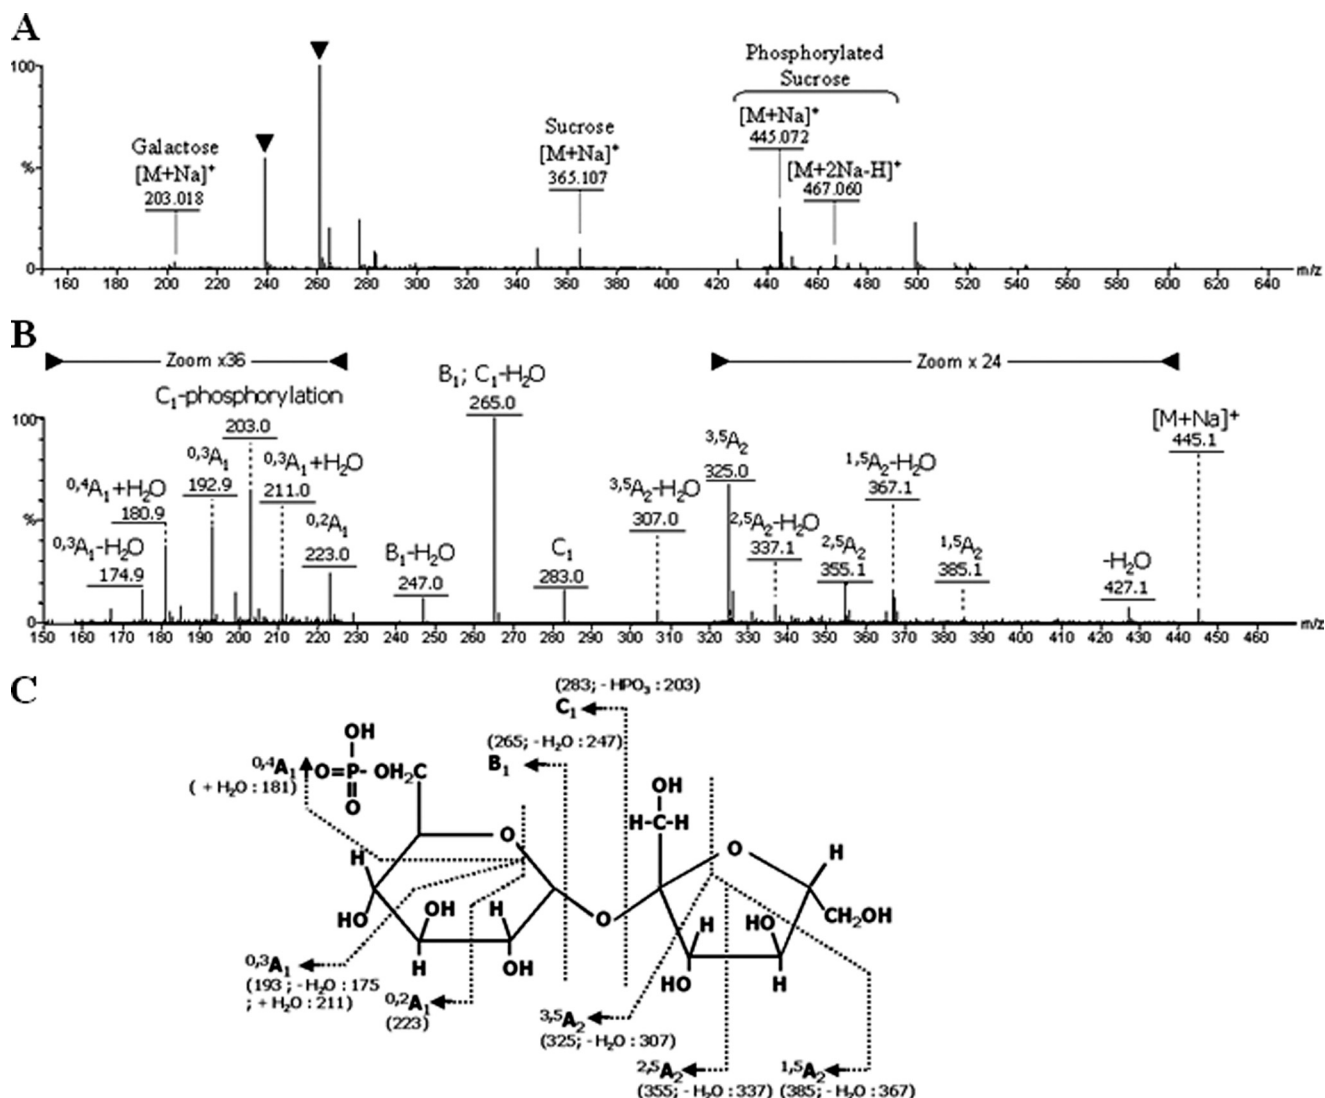 A
100
%
0
Galactose
[M+Na]⁺
203.018
Sucrose
[M+Na]⁺
365.107
Phosphorylated
Sucrose
[M+Na]⁺
445.072
[M+2Na-H]⁺
467.060
160 180 200 220 240 260 280 300 320 340 360 380 400 420 440 460 480 500 520 540 560 580 600 620 640 m/z
B
Zoom x36
Zoom x 24
100
%
0
⁰,³A₁-H₂O
174.9
⁰,⁴A₁+H₂O
180.9
⁰,³A₁
192.9
C₁-phosphorylation
203.0
⁰,³A₁+H₂O
211.0
⁰,²A₁
223.0
B₁-H₂O
247.0
B₁; C₁-H₂O
265.0
C₁
283.0
³,⁵A₂-H₂O
307.0
³,⁵A₂
325.0
²,⁵A₂-H₂O
337.1
²,⁵A₂
355.1
¹,⁵A₂-H₂O
367.1
¹,⁵A₂
385.1
-H₂O
427.1
[M+Na]⁺
445.1
150 160 170 180 190 200 210 220 230 240 250 260 270 280 290 300 310 320 330 340 350 360 370 380 390 400 410 420 430 440 450 460 m/z
C
(283; - HPO₃ : 203)
C₁
(265; - H₂O : 247)
B₁
⁰,⁴A₁
( + H₂O : 181)
OH
O=P- OH₂C
O
O
H
HO
OH
H
H
OH
O
OH
H-C-H
O
H
CH₂OH
H
HO
HO
H
⁰,³A₁
(193 ; - H₂O : 175
; + H₂O : 211)
⁰,²A₁
(223)
³,⁵A₂
(325; - H₂O : 307)
²,⁵A₂
(355; - H₂O : 337)
¹,⁵A₂
(385; - H₂O : 367)